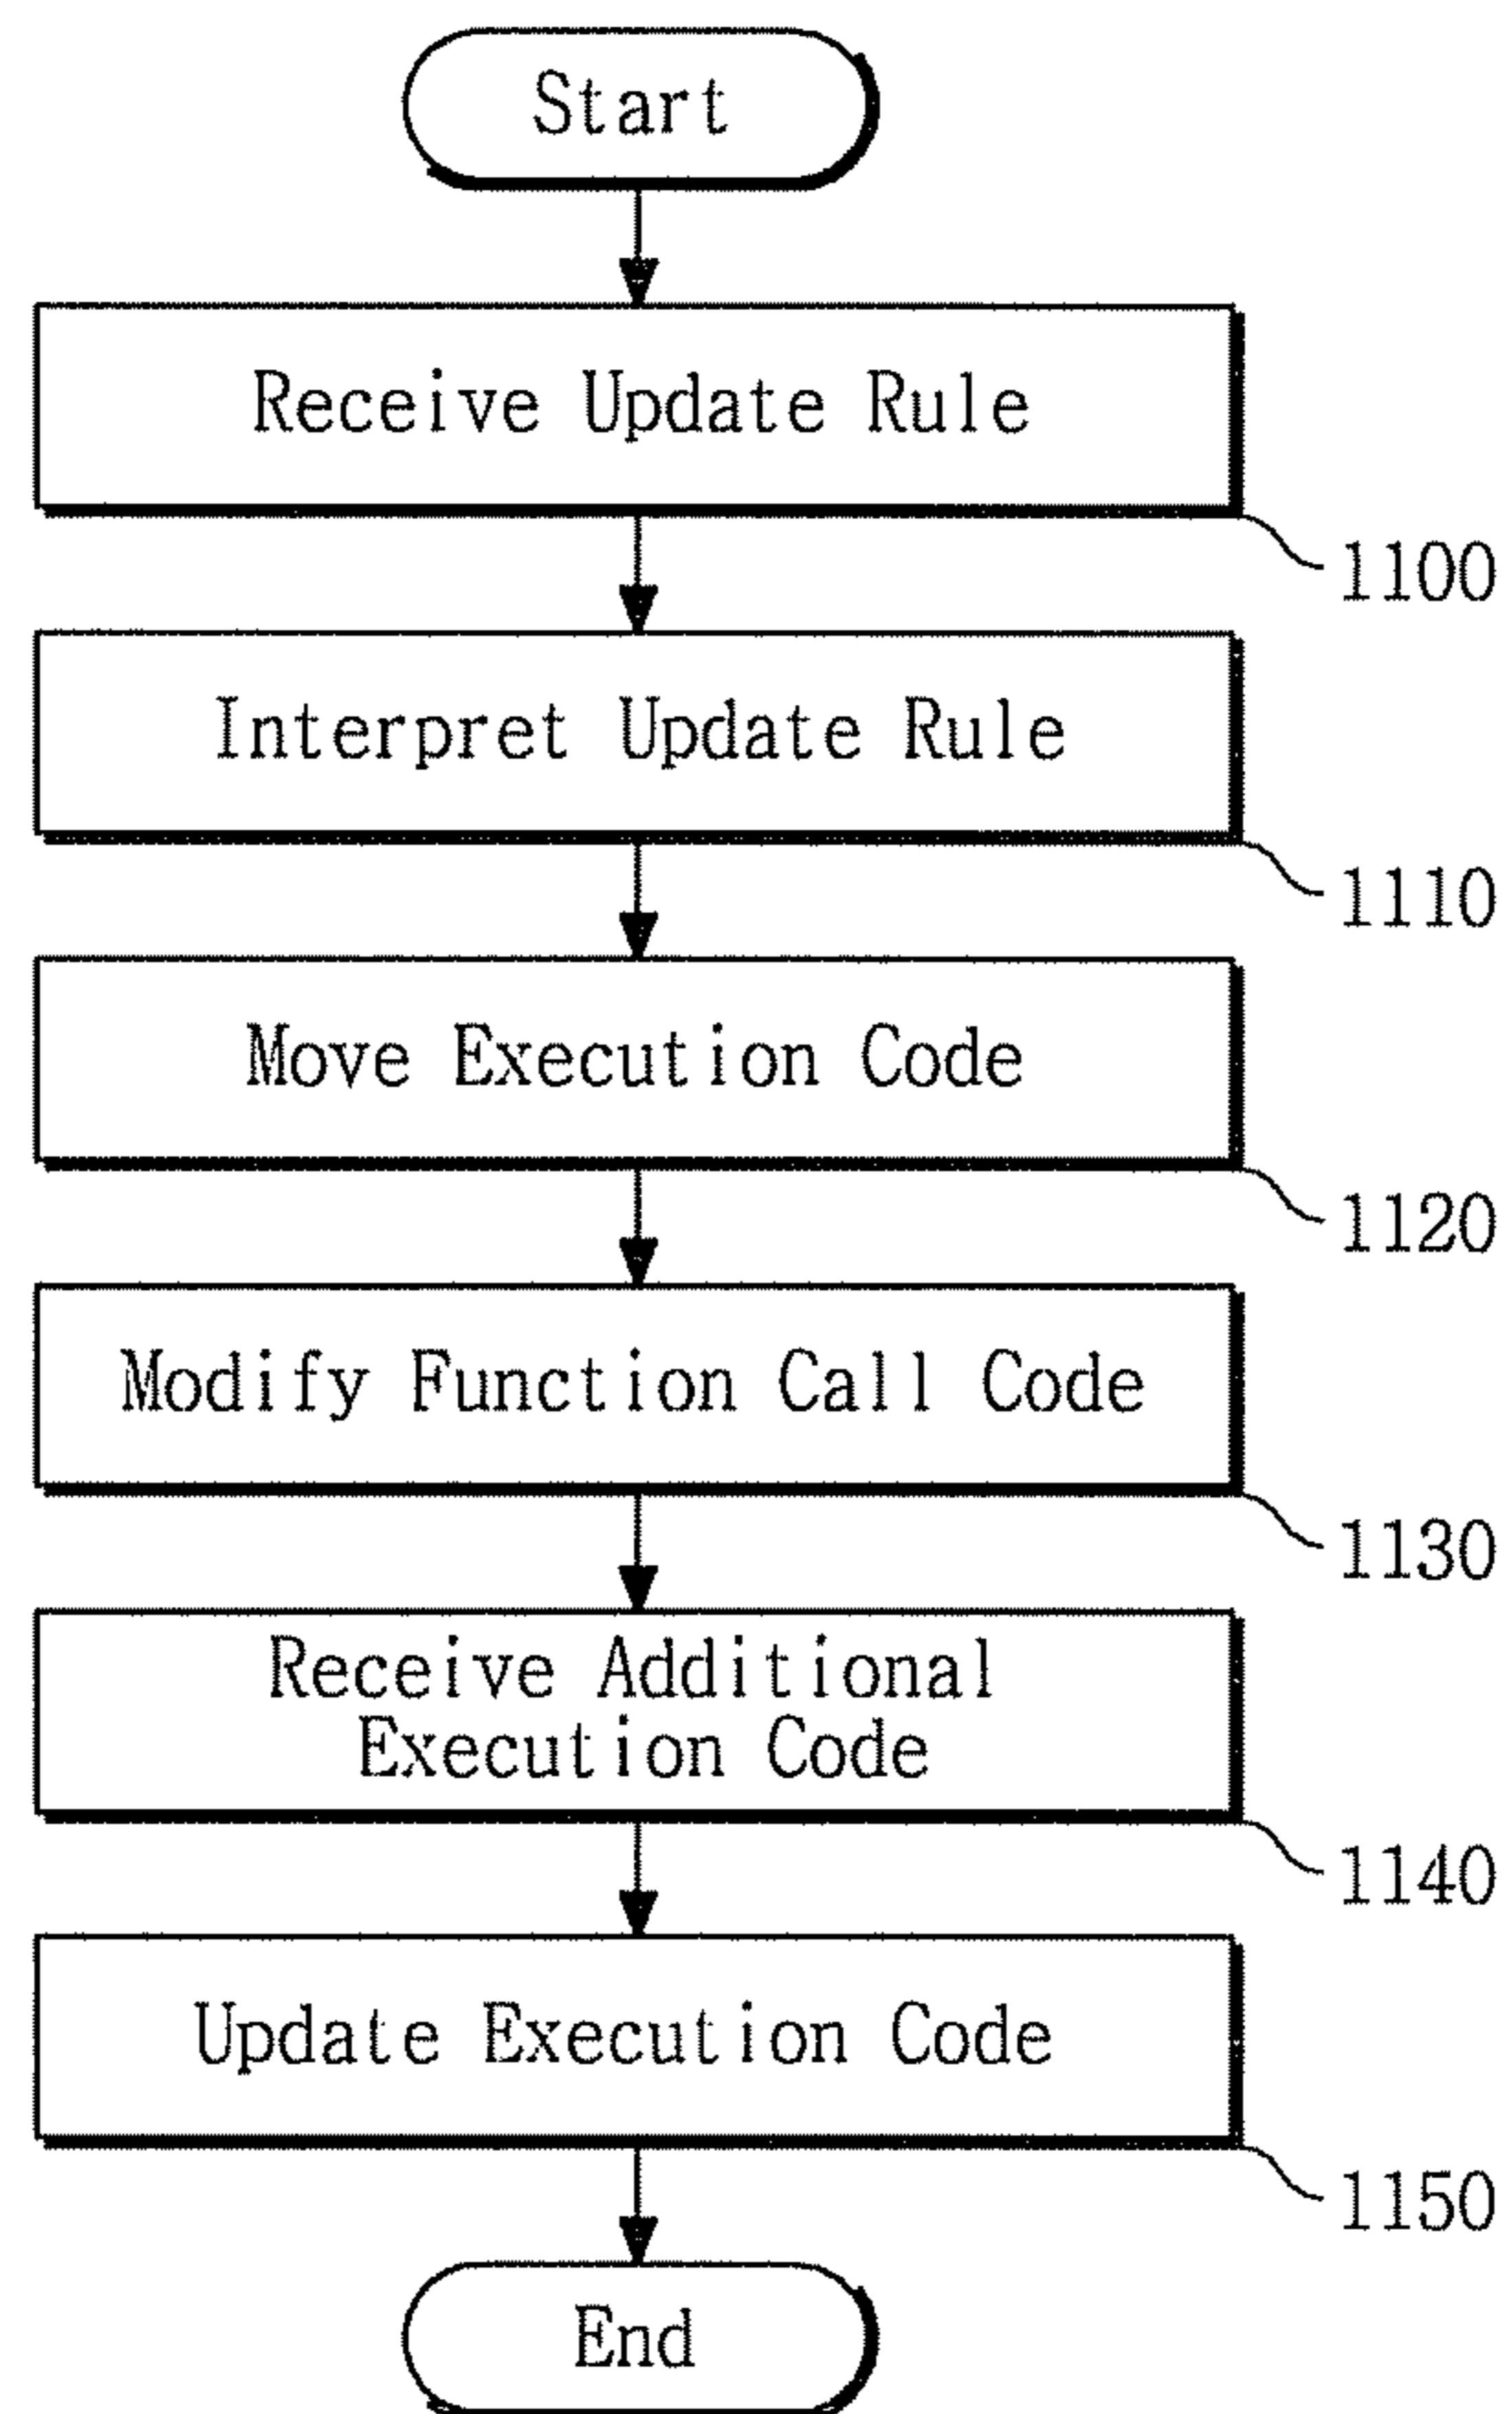 Start
Receive Update Rule
1100
Interpret Update Rule
1110
Move Execution Code
1120
Modify Function Call Code
1130
Receive Additional
Execution Code
1140
Update Execution Code
1150
End